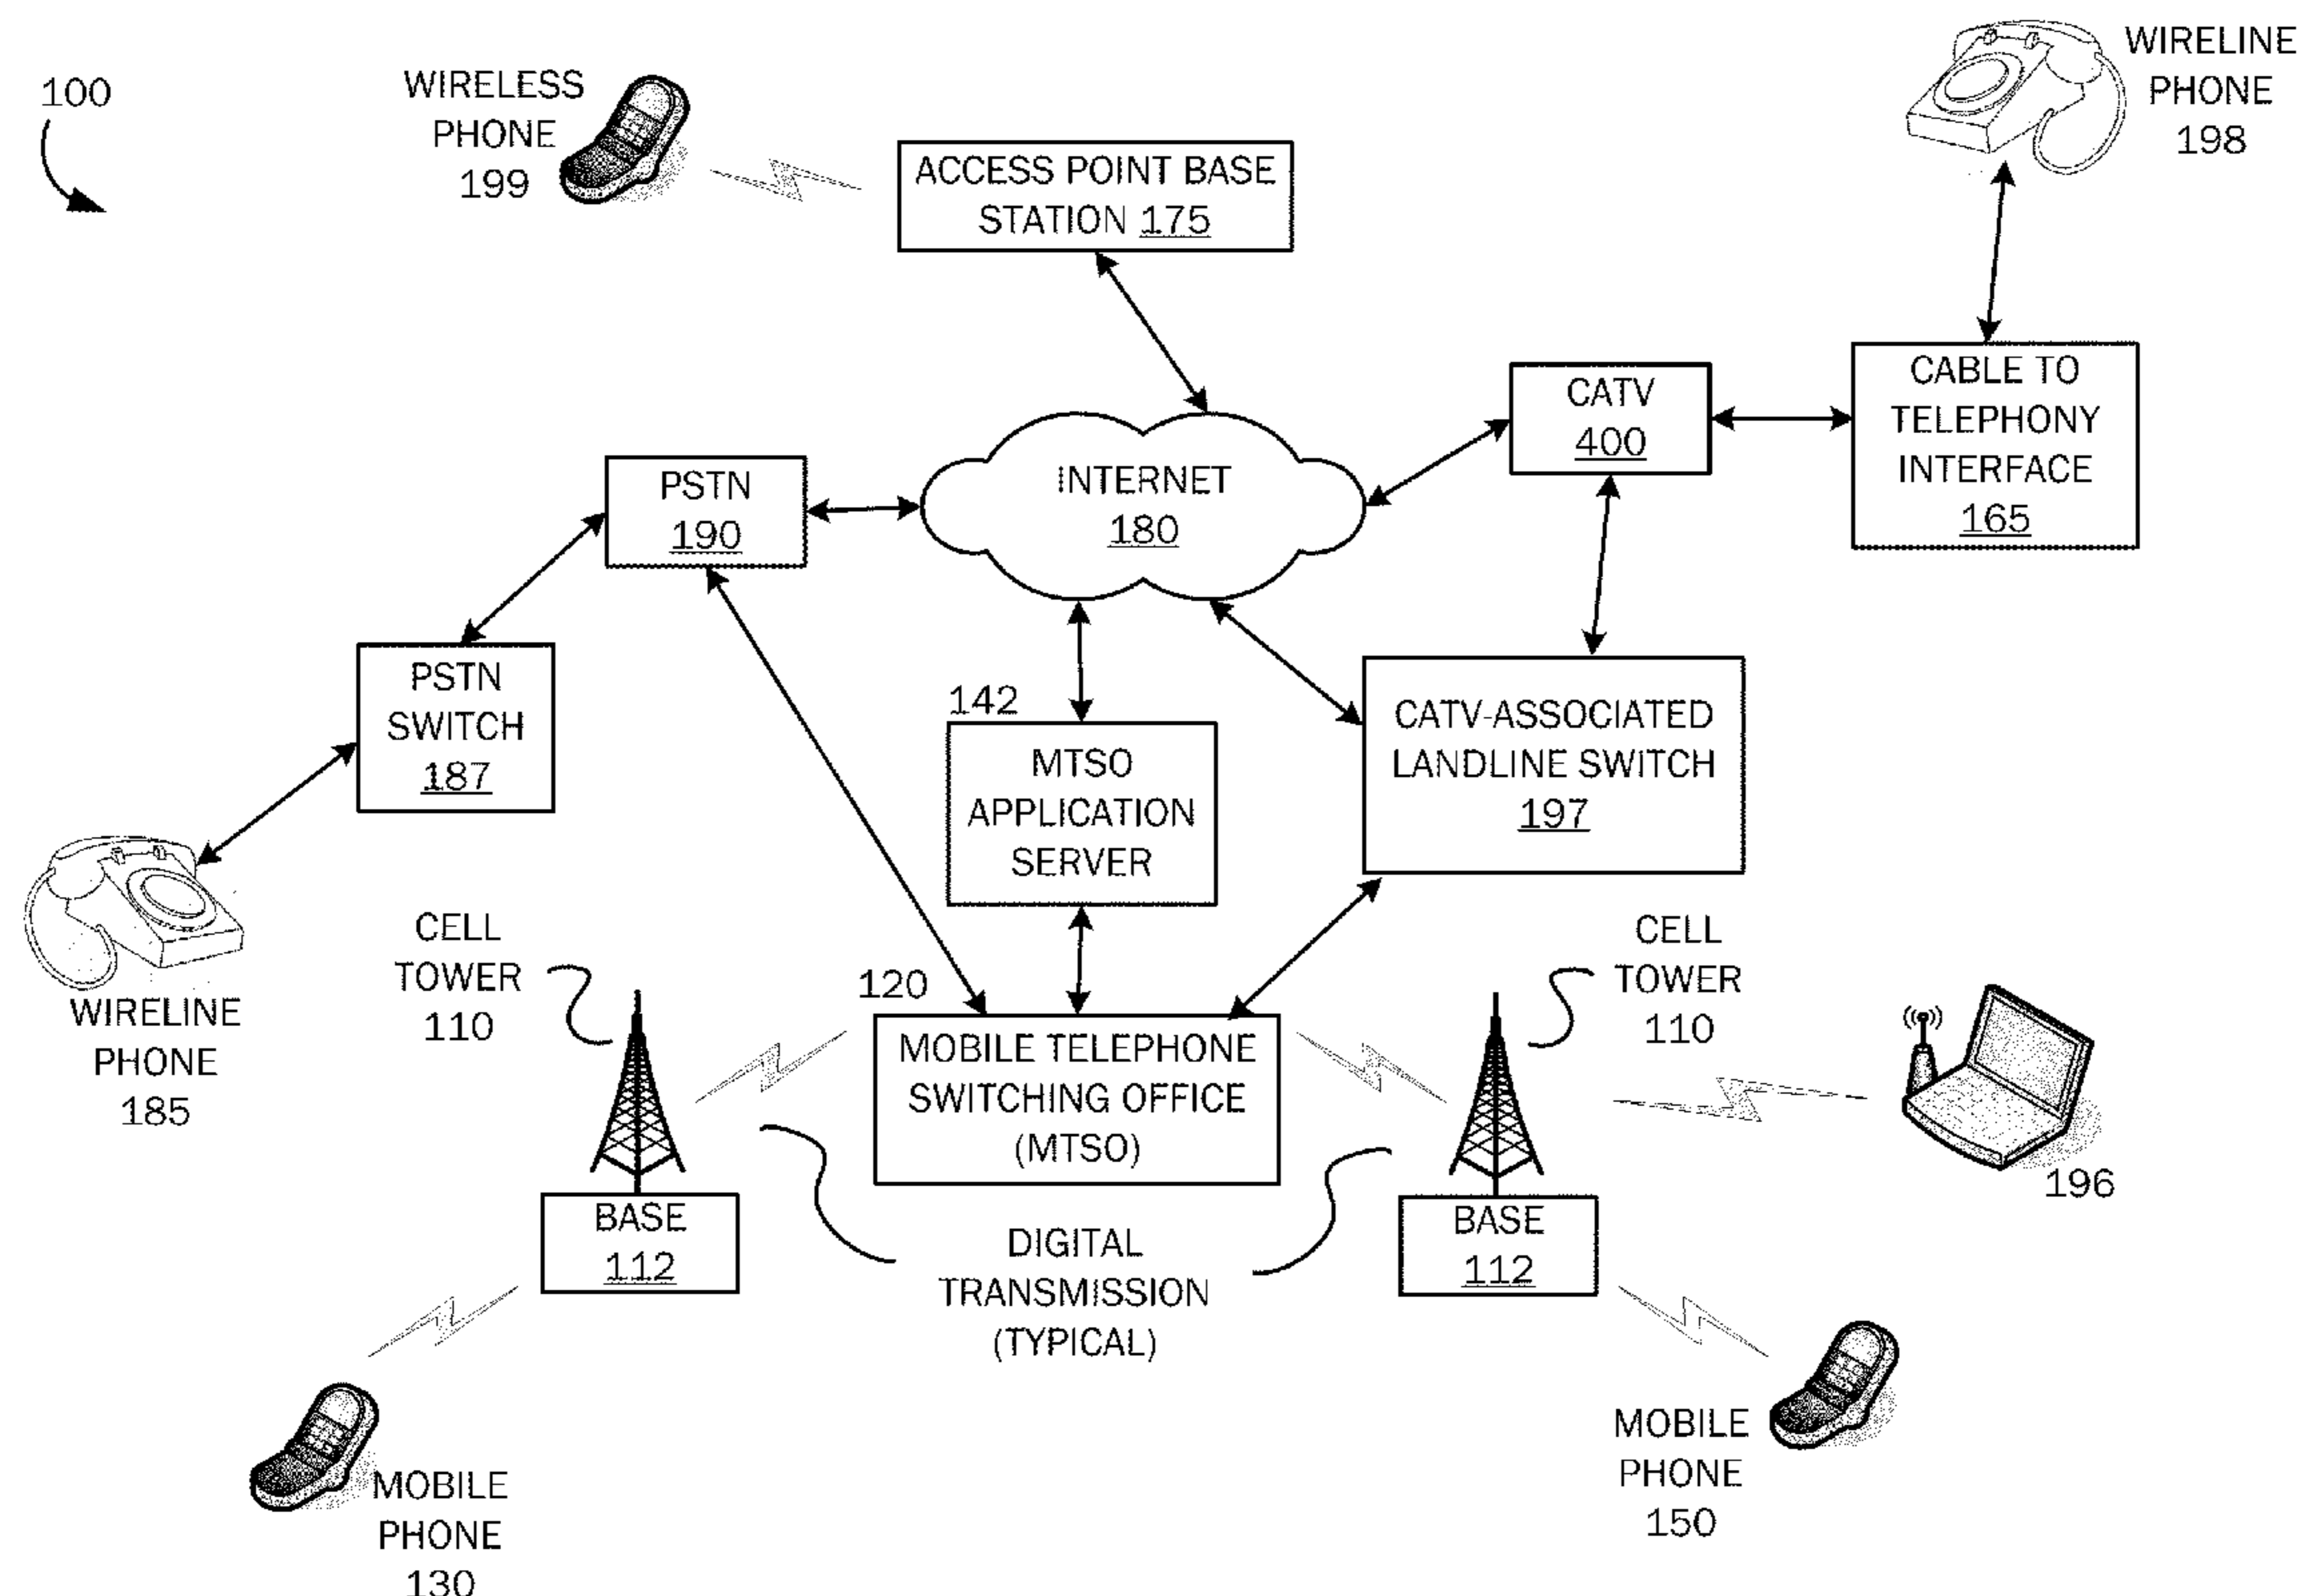 100
WIRELESS
PHONE
199
ACCESS POINT BASE
STATION 175
WIRELINE
PHONE
198
CATV
400
CABLE TO
TELEPHONY
INTERFACE
165
PSTN
190
INTERNET
180
PSTN
SWITCH
187
142
MTSO
APPLICATION
SERVER
CATV-ASSOCIATED
LANDLINE SWITCH
197
WIRELINE
PHONE
185
CELL
TOWER
110
120
MOBILE TELEPHONE
SWITCHING OFFICE
(MTSO)
CELL
TOWER
110
196
BASE
112
DIGITAL
TRANSMISSION
(TYPICAL)
BASE
112
MOBILE
PHONE
130
MOBILE
PHONE
150